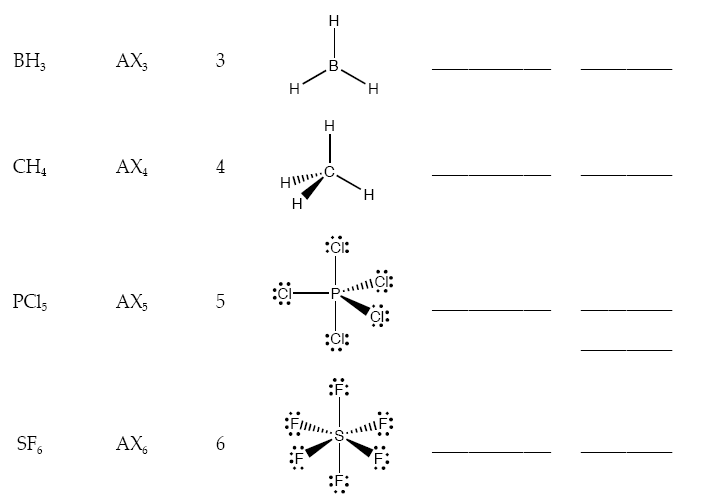 H
BH₃ AX₃ 3 B
H H
H
CH₄ AX₄ 4 H C
H H
Cl
Cl
PCl₅ AX₅ 5 Cl P
Cl
Cl
F
F F
SF₆ AX₆ 6 S
F F
F